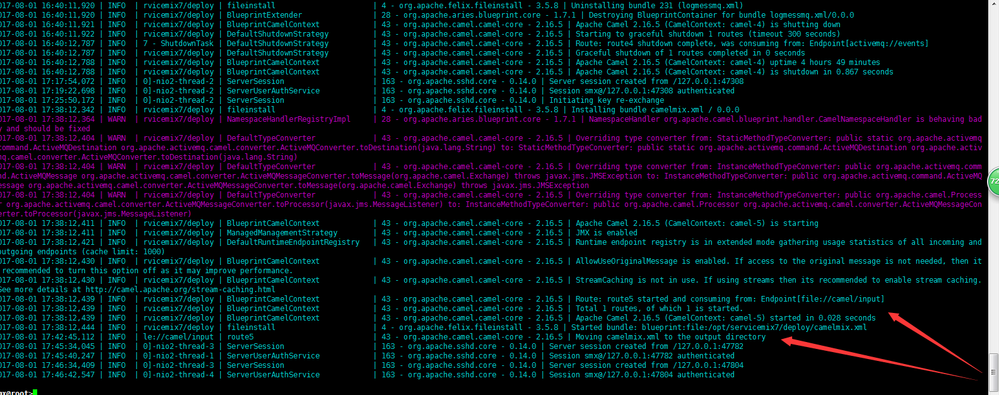 017-08-01 16:40:11,920 | INFO  | rvicemix7/deploy | fileinstall                      | 4 - org.apache.felix.fileinstall - 3.5.8 | Uninstalling bundle 231 (logmessmq.xml)
017-08-01 16:40:11,920 | INFO  | rvicemix7/deploy | BlueprintExtender                | 28 - org.apache.aries.blueprint.core - 1.7.1 | Destroying BlueprintContainer for bundle logmessmq.xml/0.0.0
017-08-01 16:40:11,921 | INFO  | rvicemix7/deploy | BlueprintCamelContext            | 43 - org.apache.camel.camel-core - 2.16.5 | Apache Camel 2.16.5 (CamelContext: camel-4) is shutting down
017-08-01 16:40:11,922 | INFO  | rvicemix7/deploy | DefaultShutdownStrategy          | 43 - org.apache.camel.camel-core - 2.16.5 | Starting to graceful shutdown 1 routes (timeout 300 seconds)
017-08-01 16:40:12,787 | INFO  | 7 - ShutdownTask | DefaultShutdownStrategy          | 43 - org.apache.camel.camel-core - 2.16.5 | Route: route4 shutdown complete, was consuming from: Endpoint[activemq://events]
017-08-01 16:40:12,787 | INFO  | rvicemix7/deploy | DefaultShutdownStrategy          | 43 - org.apache.camel.camel-core - 2.16.5 | Graceful shutdown of 1 routes completed in 0 seconds
017-08-01 16:40:12,788 | INFO  | rvicemix7/deploy | BlueprintCamelContext            | 43 - org.apache.camel.camel-core - 2.16.5 | Apache Camel 2.16.5 (CamelContext: camel-4) uptime 4 hours 49 minutes
017-08-01 16:40:12,788 | INFO  | rvicemix7/deploy | BlueprintCamelContext            | 43 - org.apache.camel.camel-core - 2.16.5 | Apache Camel 2.16.5 (CamelContext: camel-4) is shutdown in 0.867 seconds
017-08-01 17:17:54,072 | INFO  | 0]-nio2-thread-2 | ServerSession                    | 163 - org.apache.sshd.core - 0.14.0 | Server session created from /127.0.0.1:47308
017-08-01 17:19:22,698 | INFO  | 0]-nio2-thread-2 | ServerUserAuthService            | 163 - org.apache.sshd.core - 0.14.0 | Session smx@/127.0.0.1:47308 authenticated
017-08-01 17:25:50,172 | INFO  | 0]-nio2-thread-2 | ServerSession                    | 163 - org.apache.sshd.core - 0.14.0 | Initiating key re-exchange
017-08-01 17:38:12,342 | INFO  | rvicemix7/deploy | fileinstall                      | 4 - org.apache.felix.fileinstall - 3.5.8 | Installing bundle camelmix.xml / 0.0.0
017-08-01 17:38:12,364 | WARN  | rvicemix7/deploy | NamespaceHandlerRegistryImpl     | 28 - org.apache.aries.blueprint.core - 1.7.1 | NamespaceHandler org.apache.camel.blueprint.handler.CamelNamespaceHandler is behaving bad
y and should be fixed
017-08-01 17:38:12,404 | WARN  | rvicemix7/deploy | DefaultTypeConverter             | 43 - org.apache.camel.camel-core - 2.16.5 | Overriding type converter from: StaticMethodTypeConverter: public static org.apache.activemq
command.ActiveMQDestination org.apache.activemq.camel.converter.ActiveMQConverter.toDestination(java.lang.String) to: StaticMethodTypeConverter: public static org.apache.activemq.command.ActiveMQDestination org.apache.activ
mq.camel.converter.ActiveMQConverter.toDestination(java.lang.String)
017-08-01 17:38:12,404 | WARN  | rvicemix7/deploy | DefaultTypeConverter             | 43 - org.apache.camel.camel-core - 2.16.5 | Overriding type converter from: InstanceMethodTypeConverter: public org.apache.activemq.comm
nd.ActiveMQMessage org.apache.activemq.camel.converter.ActiveMQMessageConverter.toMessage(org.apache.camel.Exchange) throws javax.jms.JMSException to: InstanceMethodTypeConverter: public org.apache.activemq.command.ActiveMQ
essage org.apache.activemq.camel.converter.ActiveMQMessageConverter.toMessage(org.apache.camel.Exchange) throws javax.jms.JMSException
017-08-01 17:38:12,404 | WARN  | rvicemix7/deploy | DefaultTypeConverter             | 43 - org.apache.camel.camel-core - 2.16.5 | Overriding type converter from: InstanceMethodTypeConverter: public org.apache.camel.Process
r org.apache.activemq.camel.converter.ActiveMQMessageConverter.toProcessor(javax.jms.MessageListener) to: InstanceMethodTypeConverter: public org.apache.camel.Processor org.apache.activemq.camel.converter.ActiveMQMessageCon
erter.toProcessor(javax.jms.MessageListener)
017-08-01 17:38:12,411 | INFO  | rvicemix7/deploy | BlueprintCamelContext            | 43 - org.apache.camel.camel-core - 2.16.5 | Apache Camel 2.16.5 (CamelContext: camel-5) is starting
017-08-01 17:38:12,411 | INFO  | rvicemix7/deploy | ManagedManagementStrategy        | 43 - org.apache.camel.camel-core - 2.16.5 | JMX is enabled
017-08-01 17:38:12,421 | INFO  | rvicemix7/deploy | DefaultRuntimeEndpointRegistry   | 43 - org.apache.camel.camel-core - 2.16.5 | Runtime endpoint registry is in extended mode gathering usage statistics of all incoming and
outgoing endpoints (cache limit: 1000)
017-08-01 17:38:12,430 | INFO  | rvicemix7/deploy | BlueprintCamelContext            | 43 - org.apache.camel.camel-core - 2.16.5 | AllowUseOriginalMessage is enabled. If access to the original message is not needed, then it
recommended to turn this option off as it may improve performance.
017-08-01 17:38:12,430 | INFO  | rvicemix7/deploy | BlueprintCamelContext            | 43 - org.apache.camel.camel-core - 2.16.5 | StreamCaching is not in use. If using streams then its recommended to enable stream caching.
See more details at http://camel.apache.org/stream-caching.html
017-08-01 17:38:12,439 | INFO  | rvicemix7/deploy | BlueprintCamelContext            | 43 - org.apache.camel.camel-core - 2.16.5 | Route: route5 started and consuming from: Endpoint[file://camel/input]
017-08-01 17:38:12,439 | INFO  | rvicemix7/deploy | BlueprintCamelContext            | 43 - org.apache.camel.camel-core - 2.16.5 | Total 1 routes, of which 1 is started.
017-08-01 17:38:12,439 | INFO  | rvicemix7/deploy | BlueprintCamelContext            | 43 - org.apache.camel.camel-core - 2.16.5 | Apache Camel 2.16.5 (CamelContext: camel-5) started in 0.028 seconds
017-08-01 17:38:12,444 | INFO  | rvicemix7/deploy | fileinstall                      | 4 - org.apache.felix.fileinstall - 3.5.8 | Started bundle: blueprint:file:/opt/servicemix7/deploy/camelmix.xml
017-08-01 17:42:45,112 | INFO  | le://camel/input | route5                           | 43 - org.apache.camel.camel-core - 2.16.5 | Moving camelmix.xml to the output directory
017-08-01 17:45:34,045 | INFO  | 0]-nio2-thread-3 | ServerSession                    | 163 - org.apache.sshd.core - 0.14.0 | Server session created from /127.0.0.1:47782
017-08-01 17:45:40,247 | INFO  | 0]-nio2-thread-1 | ServerUserAuthService            | 163 - org.apache.sshd.core - 0.14.0 | Session smx@/127.0.0.1:47782 authenticated
017-08-01 17:46:34,409 | INFO  | 0]-nio2-thread-3 | ServerSession                    | 163 - org.apache.sshd.core - 0.14.0 | Server session created from /127.0.0.1:47804
017-08-01 17:46:42,547 | INFO  | 0]-nio2-thread-4 | ServerUserAuthService            | 163 - org.apache.sshd.core - 0.14.0 | Session smx@/127.0.0.1:47804 authenticated
mx@root>
72